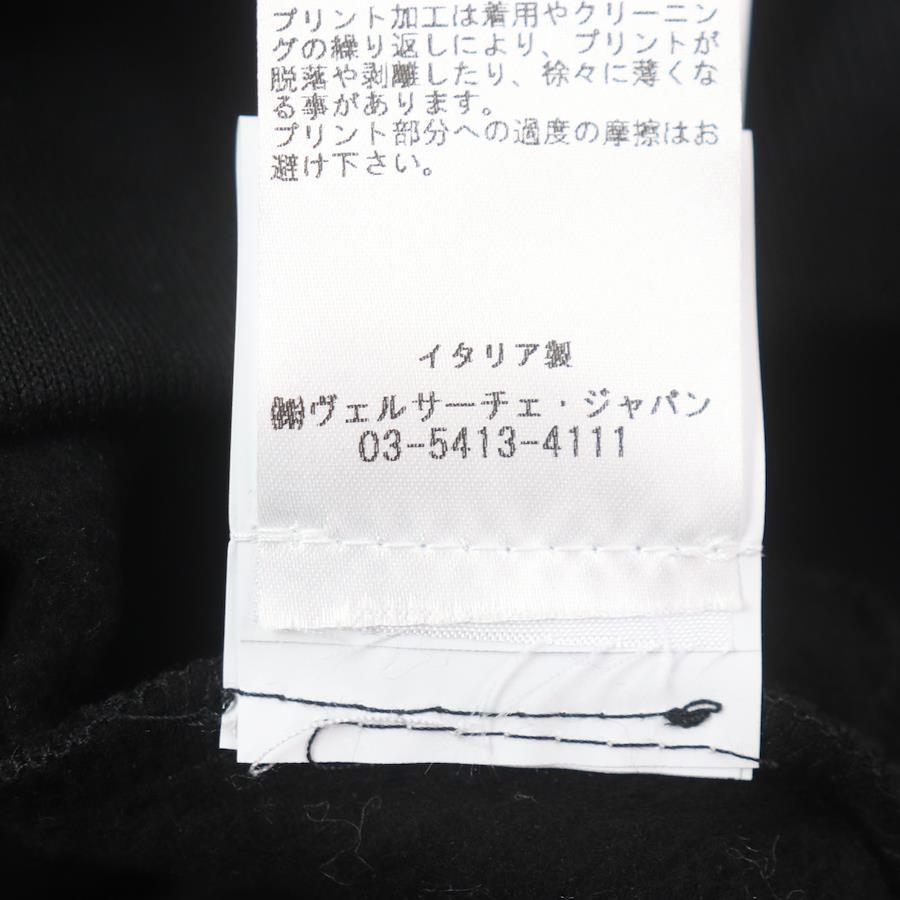 プリント加工は着用やクリーニン
グの繰り返しにより、プリントが
脱落や剥離したり、徐々に薄くな
る事があります。
プリント部分への過度の摩擦はお
避け下さい。
イタリア製
㈱ヴェルサーチェ・ジャパン
03-5413-4111